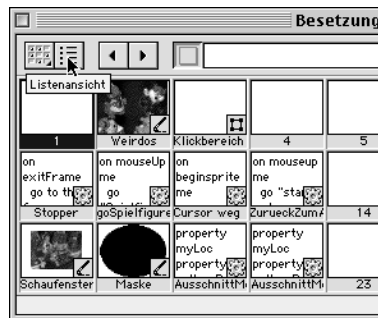 Besetzung
Listenansicht
1
Weirdos
Klickbereich
4
5
on
exitFrame
go to th
on mouseUp
me
go
on
beginsprite
me
on mouseup
me
go "sta
Stopper
goSpielfigure
Cursor weg
ZurueckZum
14
property
myLoc
property
property
myLoc
property
Schaufenster
Maske
AusschnittM
AusschnittM
23